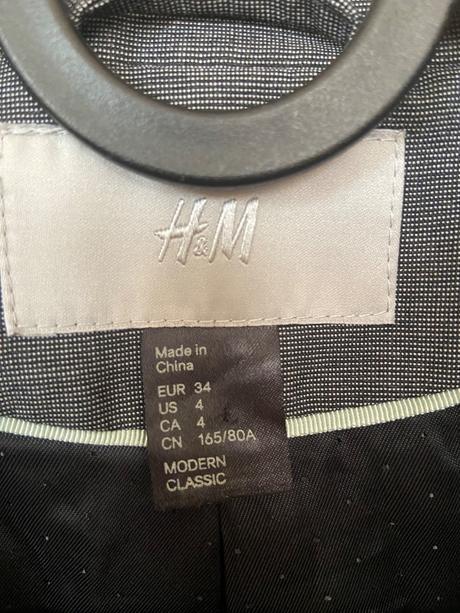 H&M
Made in
China
EUR 34
US 4
CA 4
CN 165/80A
MODERN
CLASSIC